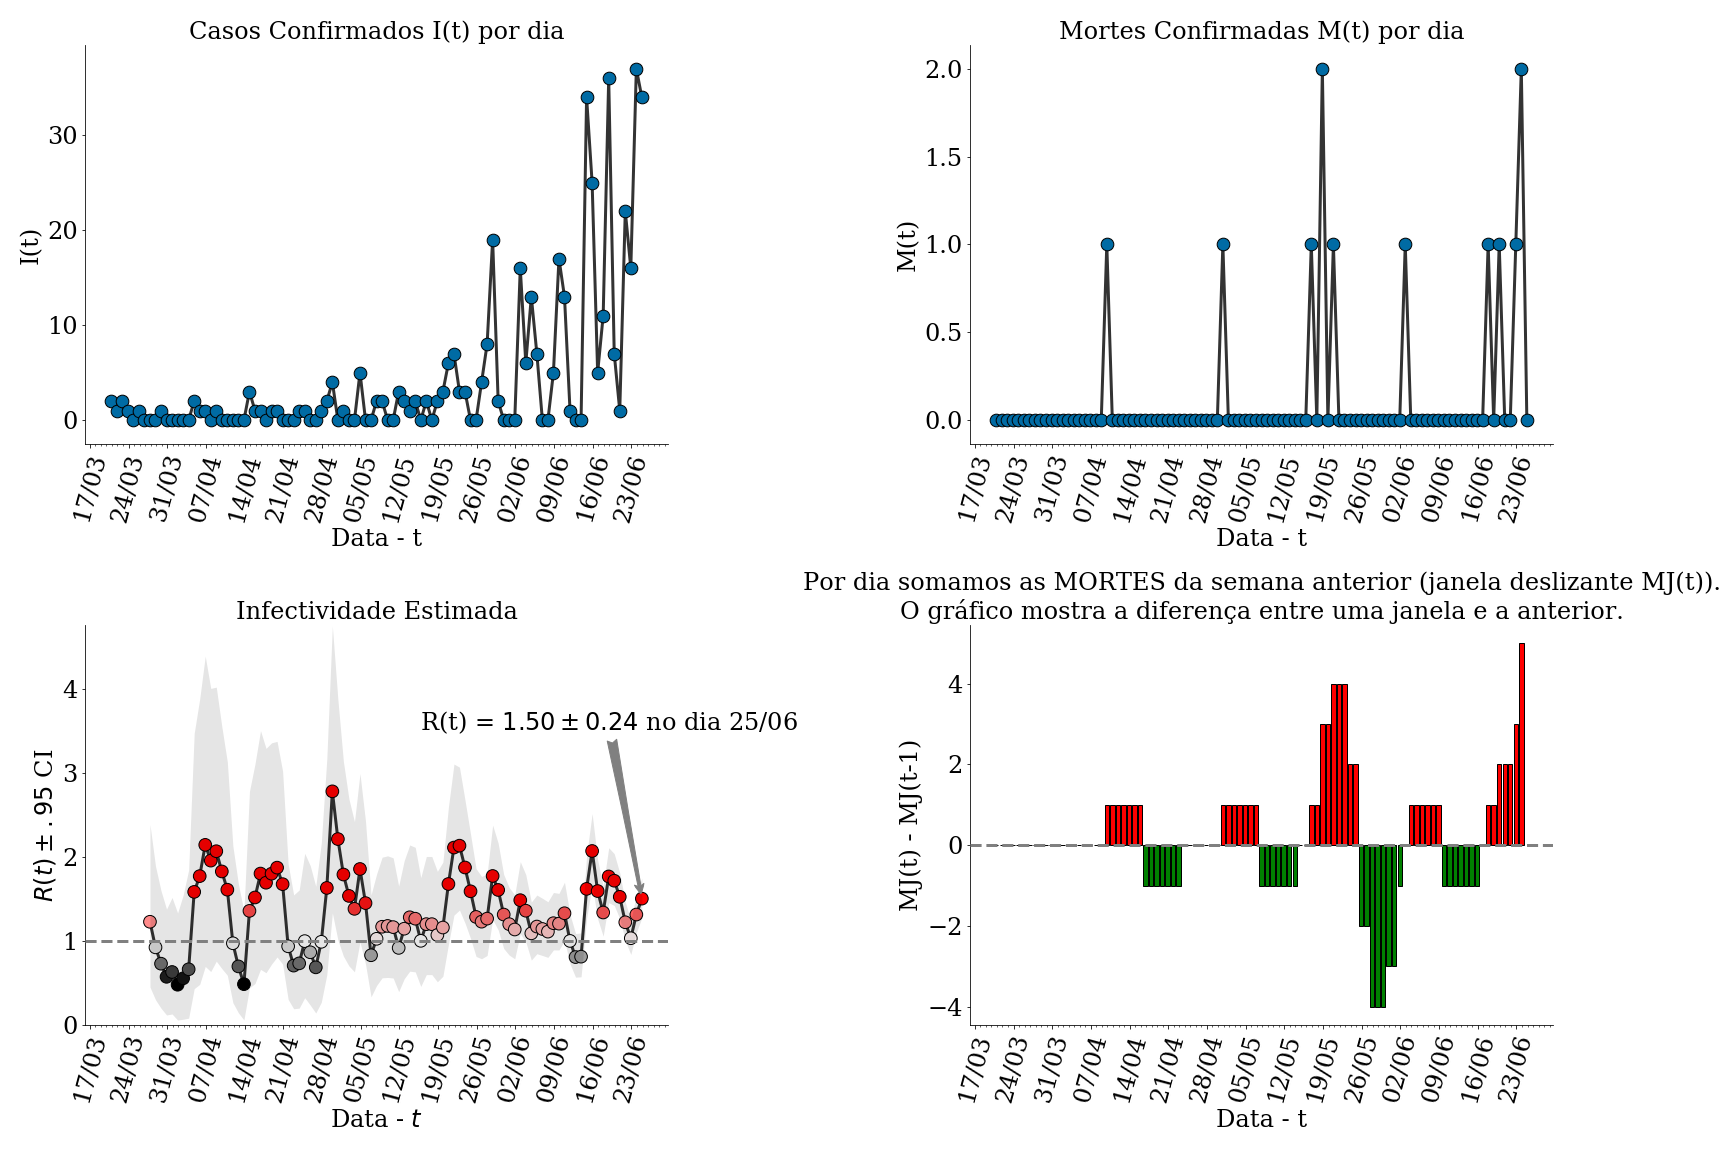 Casos Confirmados I(t) por dia
I(t)
30
20
10
0
17/03 24/03 31/03 07/04 14/04 21/04 28/04 05/05 12/05 19/05 26/05 02/06 09/06 16/06 23/06
Data - t
Mortes Confirmadas M(t) por dia
M(t)
2.0
1.5
1.0
0.5
0.0
17/03 24/03 31/03 07/04 14/04 21/04 28/04 05/05 12/05 19/05 26/05 02/06 09/06 16/06 23/06
Data - t
Infectividade Estimada
R(t) ± .95 CI
4
3
2
1
0
R(t) = 1.50 ± 0.24 no dia 25/06
17/03 24/03 31/03 07/04 14/04 21/04 28/04 05/05 12/05 19/05 26/05 02/06 09/06 16/06 23/06
Data - t
Por dia somamos as MORTES da semana anterior (janela deslizante MJ(t)).
O gráfico mostra a diferença entre uma janela e a anterior.
MJ(t) - MJ(t-1)
4
2
0
−2
−4
17/03 24/03 31/03 07/04 14/04 21/04 28/04 05/05 12/05 19/05 26/05 02/06 09/06 16/06 23/06
Data - t